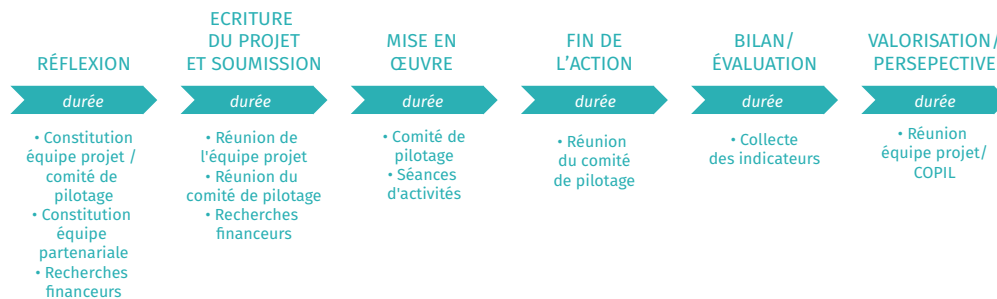 RÉFLEXION
durée
• Constitution
équipe projet /
comité de
pilotage
• Constitution
équipe
partenariale
• Recherches
financeurs
ECRITURE
DU PROJET
ET SOUMISSION
durée
• Réunion de
l'équipe projet
• Réunion du
comité de pilotage
• Recherches
financeurs
MISE EN
ŒUVRE
durée
• Comité de
pilotage
• Séances
d'activités
FIN DE
L'ACTION
durée
• Réunion
du comité
de pilotage
BILAN/
ÉVALUATION
durée
• Collecte
des indicateurs
VALORISATION/
PERSEPECTIVE
durée
• Réunion
équipe projet/
COPIL